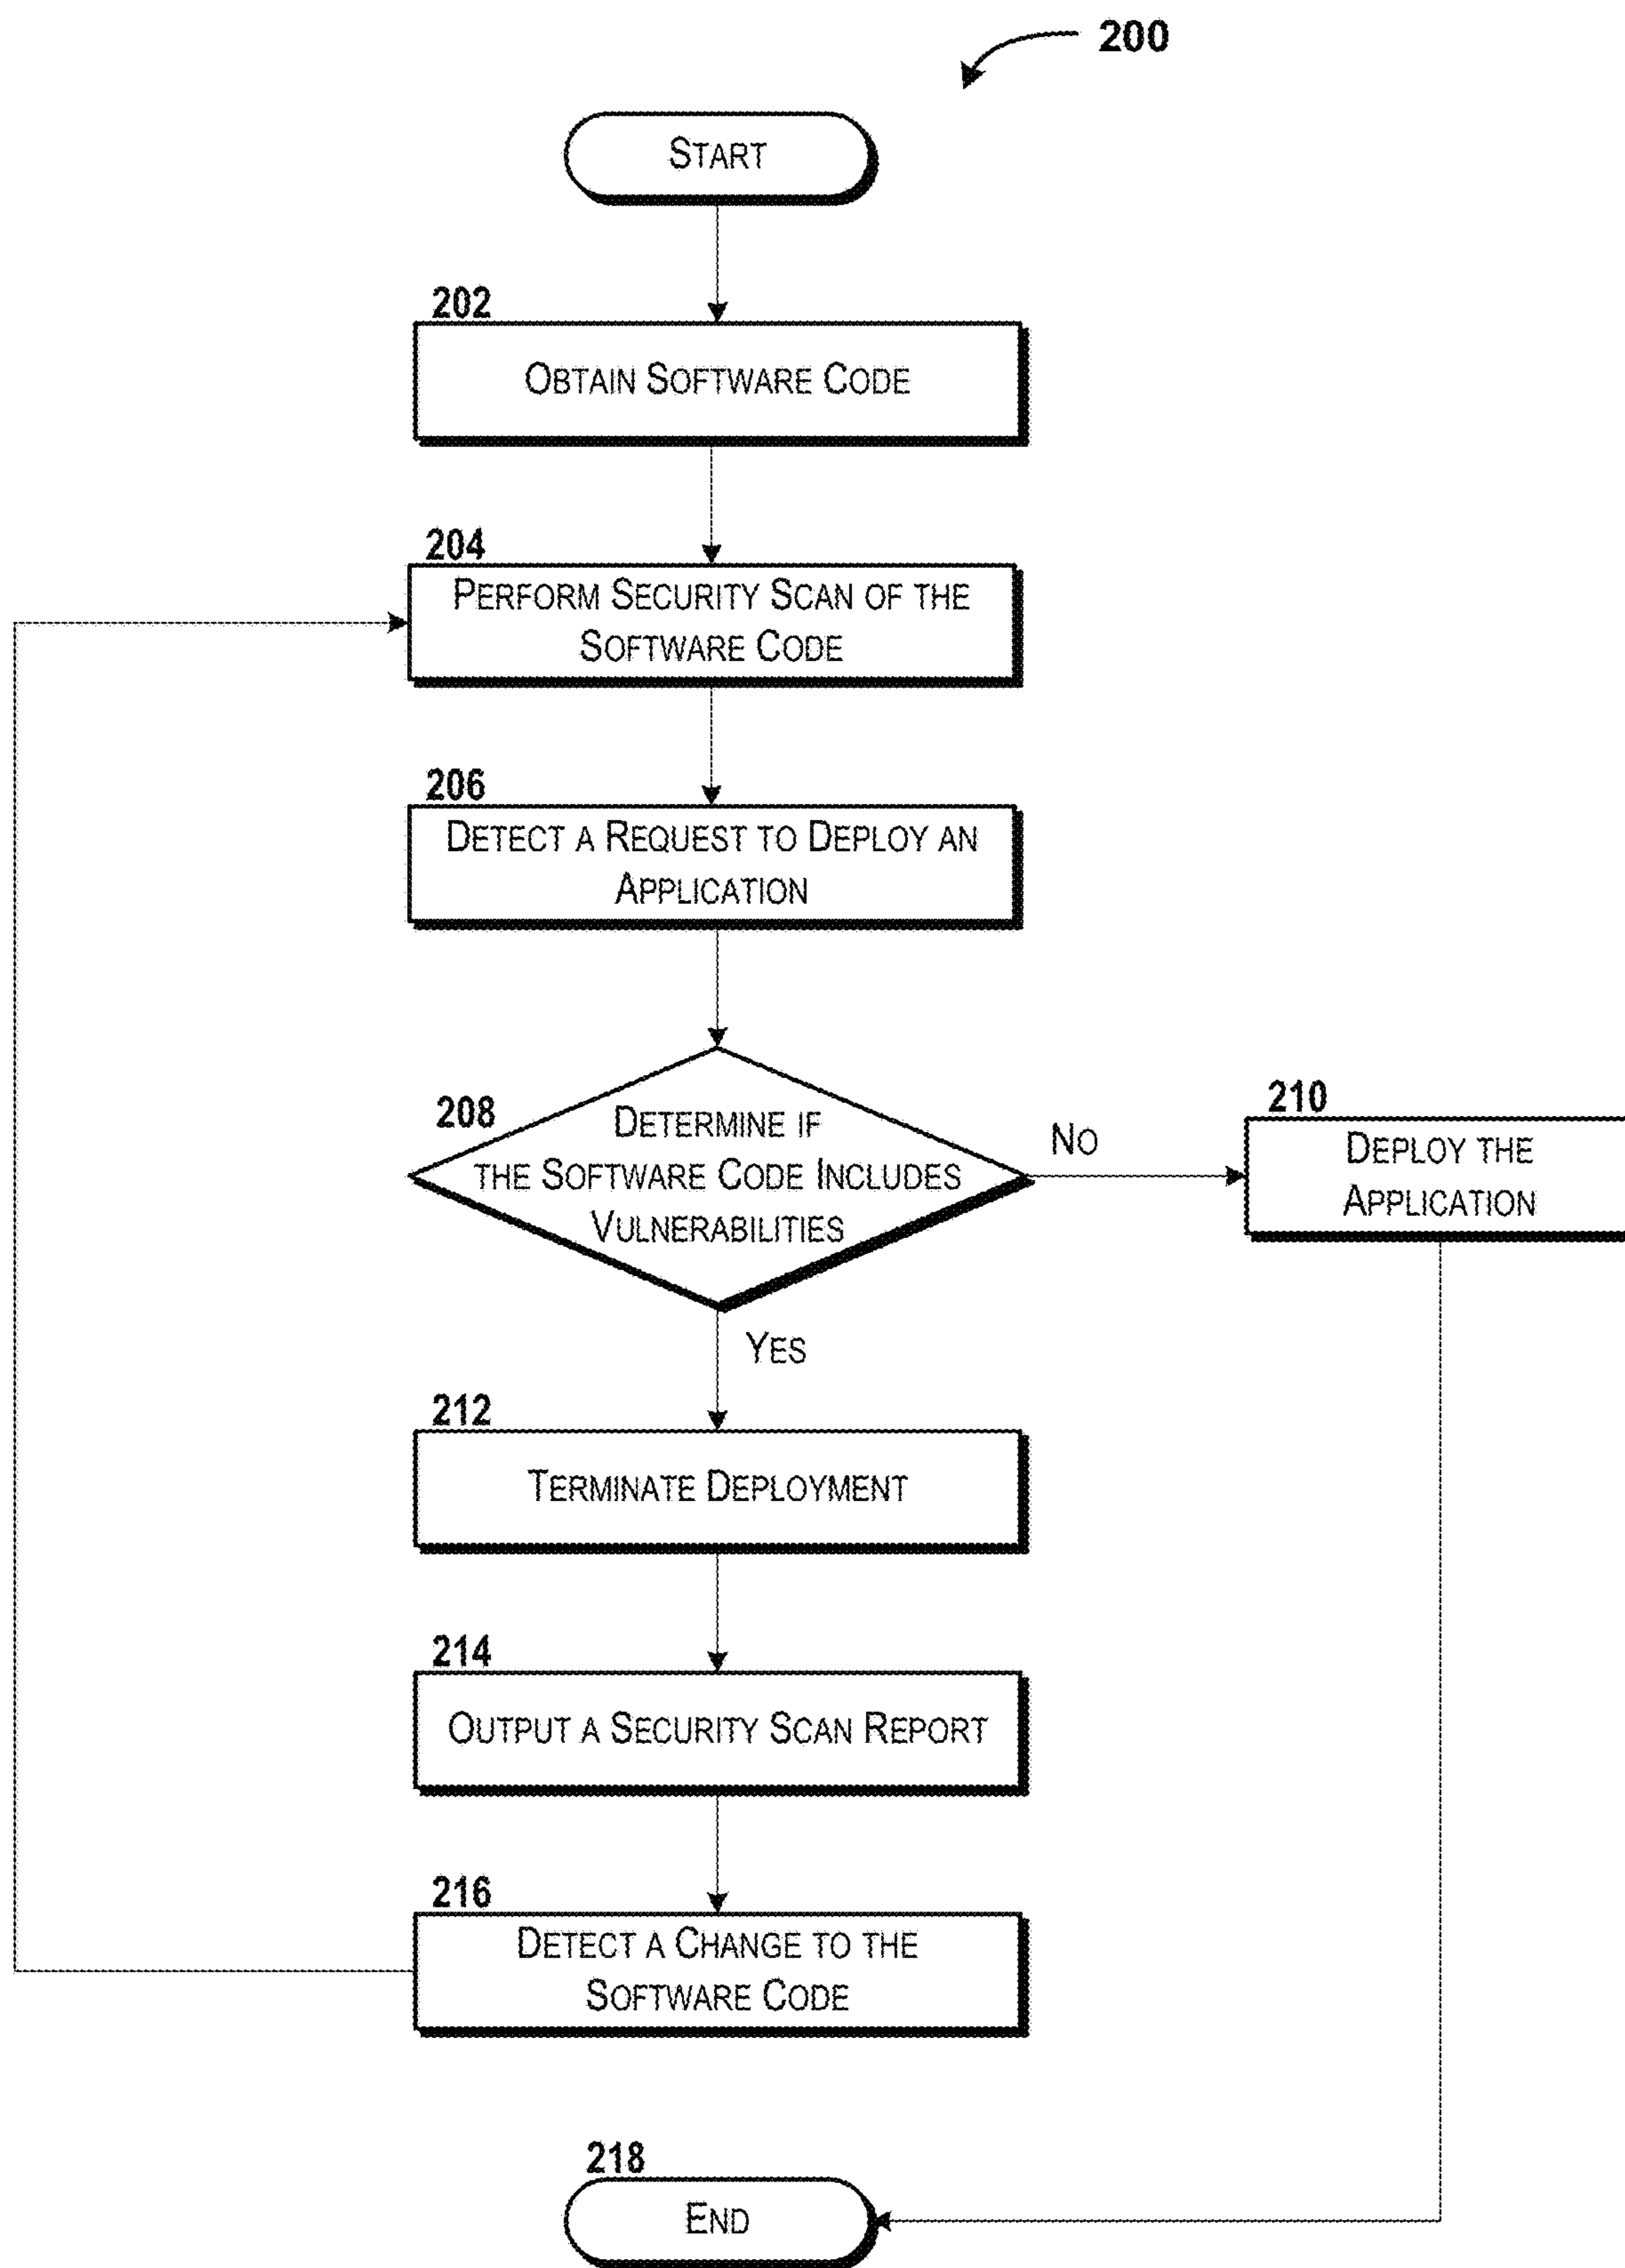 200
START
202
OBTAIN SOFTWARE CODE
204
PERFORM SECURITY SCAN OF THE
SOFTWARE CODE
206
DETECT A REQUEST TO DEPLOY AN
APPLICATION
208
DETERMINE IF
THE SOFTWARE CODE INCLUDES
VULNERABILITIES
NO
210
DEPLOY THE
APPLICATION
YES
212
TERMINATE DEPLOYMENT
214
OUTPUT A SECURITY SCAN REPORT
216
DETECT A CHANGE TO THE
SOFTWARE CODE
218
END